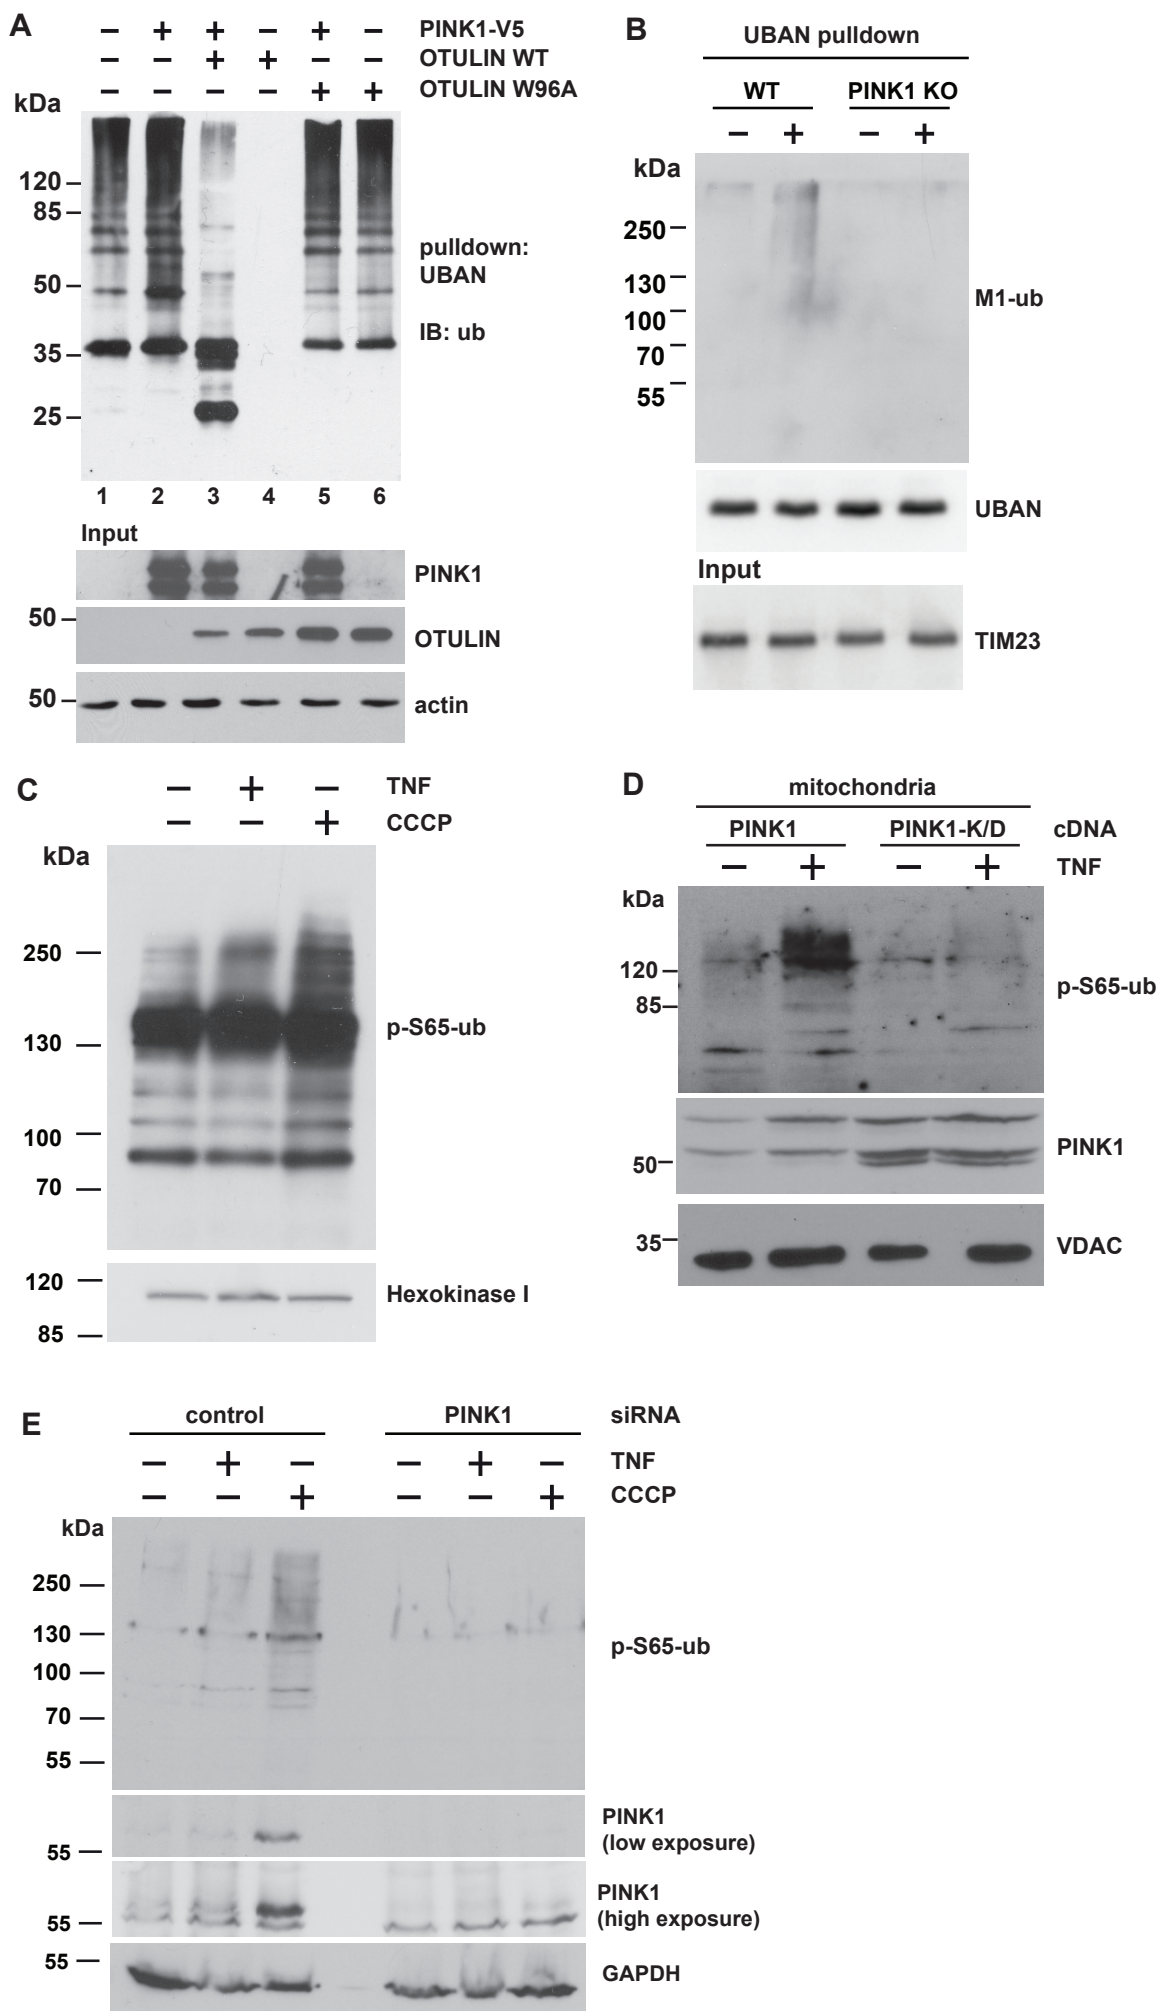 A
− + + − + − PINK1-V5
− − + + − − OTULIN WT
− − − − + + OTULIN W96A
kDa
120
85
50
35
25
pulldown:
UBAN
IB: ub
1 2 3 4 5 6
Input
PINK1
50
OTULIN
50
actin
B
UBAN pulldown
WT PINK1 KO
− + − +
kDa
250
130
100
70
55
M1-ub
UBAN
Input
TIM23
C
− + − TNF
− − + CCCP
kDa
250
130
100
70
p-S65-ub
120
85
Hexokinase I
D
mitochondria
PINK1 PINK1-K/D cDNA
− + − + TNF
kDa
120
85
p-S65-ub
50
PINK1
35
VDAC
E
control PINK1 siRNA
− + − − + − TNF
− − + − − + CCCP
kDa
250
130
100
70
55
p-S65-ub
55
PINK1
(low exposure)
55
PINK1
(high exposure)
55
GAPDH